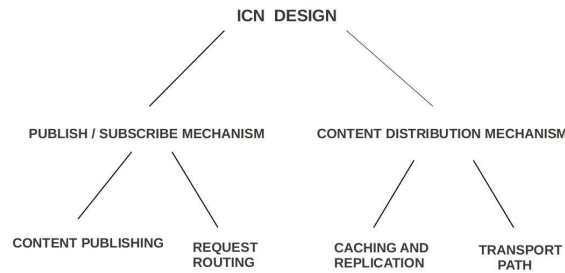 ICN DESIGN
PUBLISH / SUBSCRIBE MECHANISM
CONTENT DISTRIBUTION MECHANISM
CONTENT PUBLISHING
REQUEST
ROUTING
CACHING AND
REPLICATION
TRANSPORT
PATH